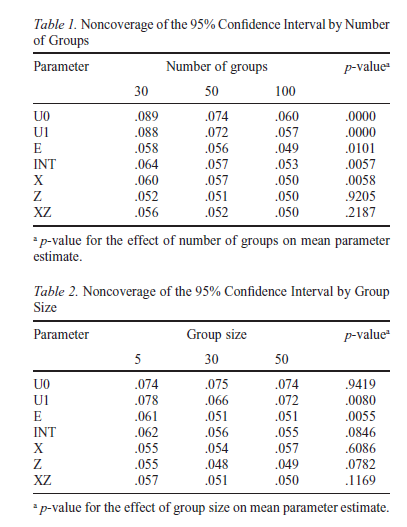 Table 1. Noncoverage of the 95% Confidence Interval by Number
of Groups
Parameter Number of groups p-valueᵃ
30 50 100
U0 .089 .074 .060 .0000
U1 .088 .072 .057 .0000
E .058 .056 .049 .0101
INT .064 .057 .053 .0057
X .060 .057 .050 .0058
Z .052 .051 .050 .9205
XZ .056 .052 .050 .2187
ᵃ p-value for the effect of number of groups on mean parameter
estimate.
Table 2. Noncoverage of the 95% Confidence Interval by Group
Size
Parameter Group size p-valueᵃ
5 30 50
U0 .074 .075 .074 .9419
U1 .078 .066 .072 .0080
E .061 .051 .051 .0055
INT .062 .056 .055 .0846
X .055 .054 .057 .6086
Z .055 .048 .049 .0782
XZ .057 .051 .050 .1169
ᵃ p-value for the effect of group size on mean parameter estimate.